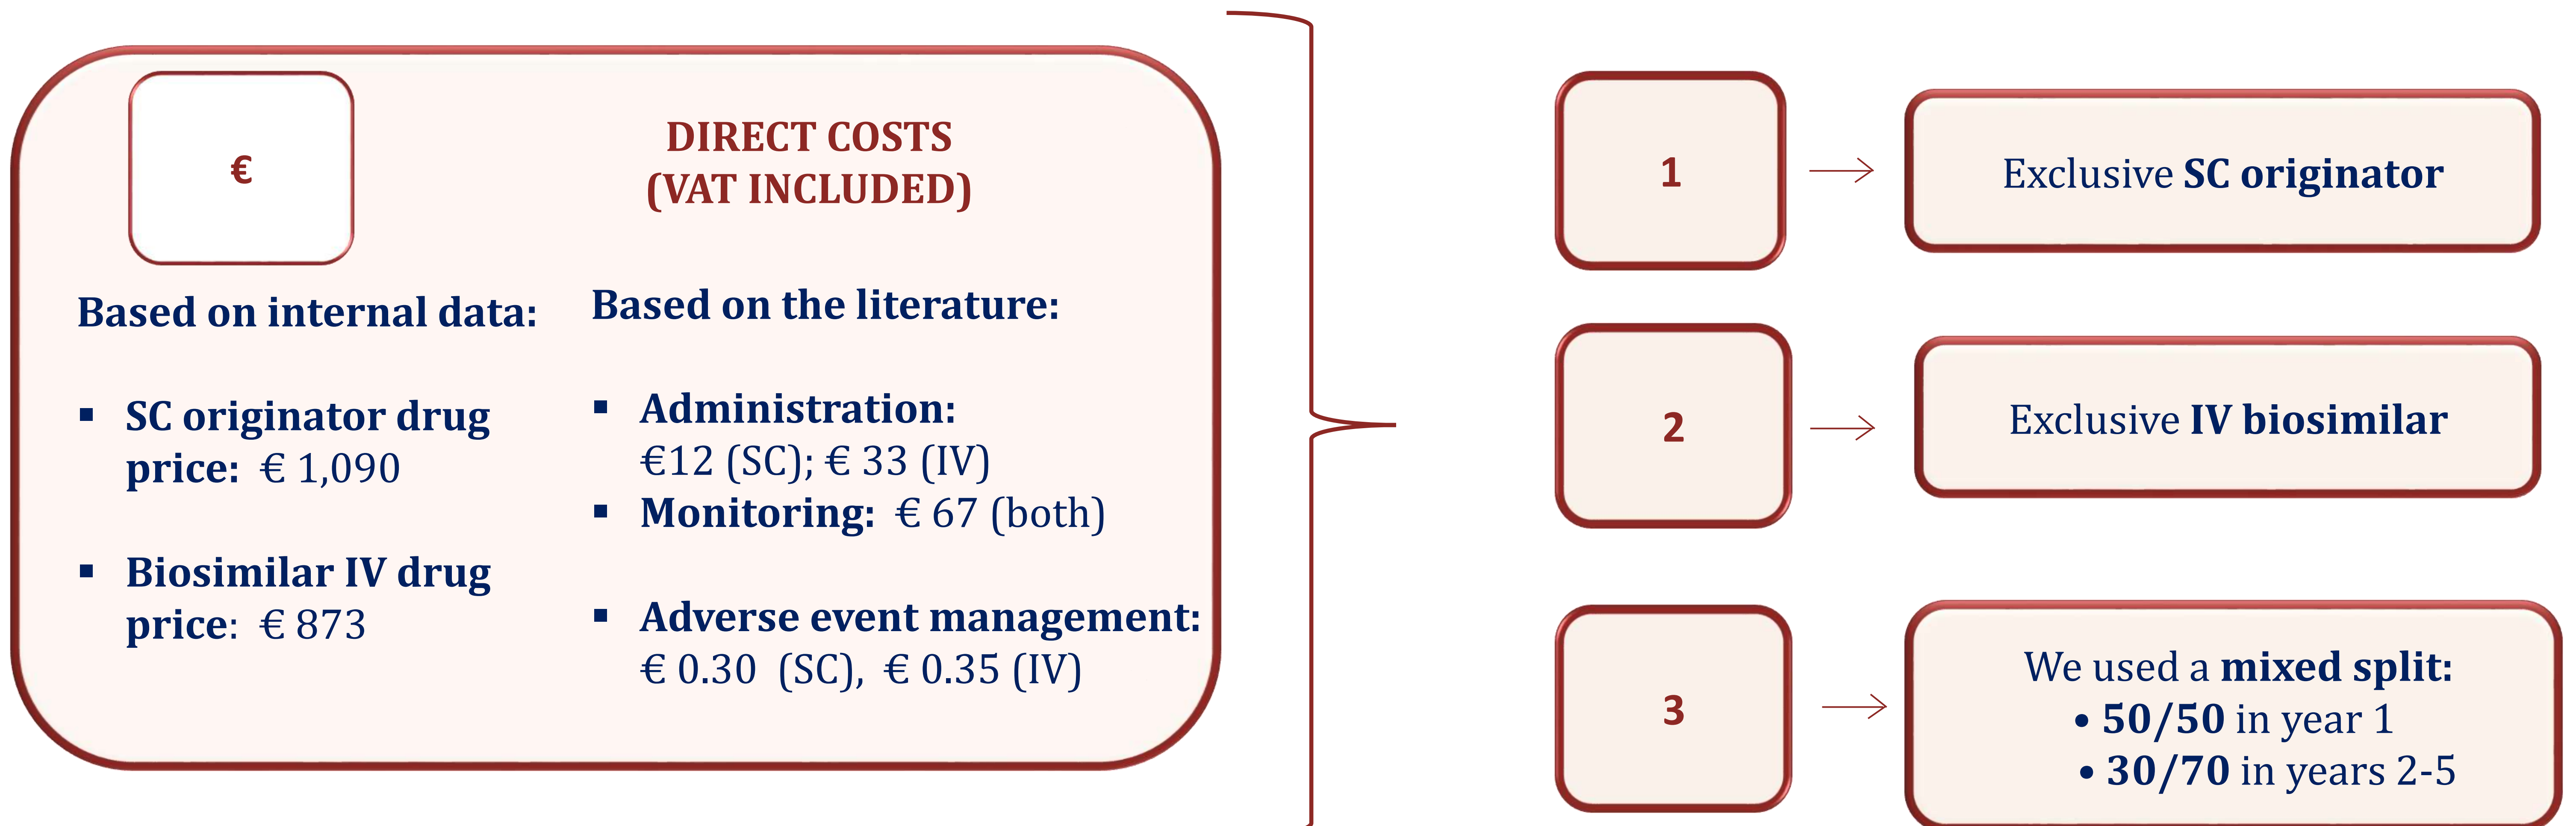 €
DIRECT COSTS
(VAT INCLUDED)
Based on internal data:
▪ SC originator drug
price: € 1,090
▪ Biosimilar IV drug
price: € 873
Based on the literature:
▪ Administration:
€12 (SC); € 33 (IV)
▪ Monitoring: € 67 (both)
▪ Adverse event management:
€ 0.30 (SC), € 0.35 (IV)
1
Exclusive SC originator
2
Exclusive IV biosimilar
3
We used a mixed split:
• 50/50 in year 1
• 30/70 in years 2-5